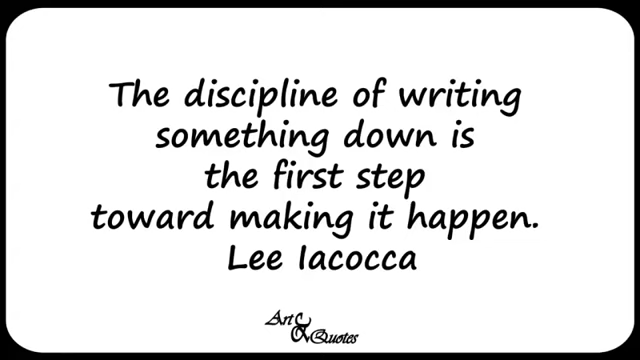 The discipline of writing
something down is
the first step
toward making it happen.
Lee Iacocca
Art & Quotes